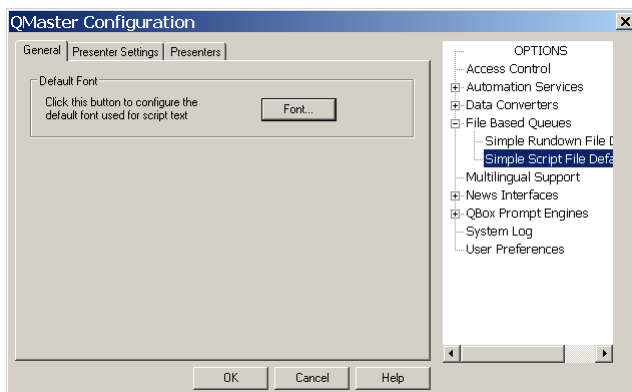 QMaster Configuration
General
Presenter Settings
Presenters
Default Font
Click this button to configure the
default font used for script text
Font...
OPTIONS
Access Control
Automation Services
Data Converters
File Based Queues
Simple Rundown File
Simple Script File Defa
Multilingual Support
News Interfaces
QBox Prompt Engines
System Log
User Preferences
OK
Cancel
Help